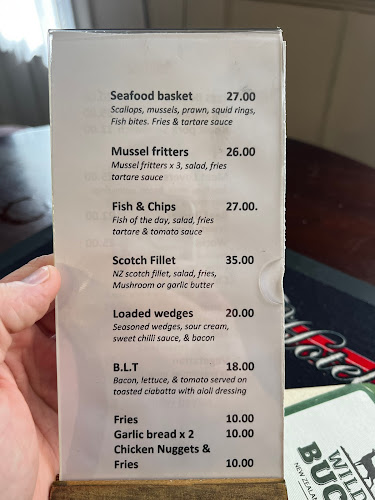 Seafood basket 27.00
Scallops, mussels, prawn, squid rings,
Fish bites. Fries & tartare sauce
Mussel fritters 26.00
Mussel fritters x 3, salad, fries
tartare sauce
Fish & Chips 27.00.
Fish of the day, salad, fries
tartare & tomato sauce
Scotch Fillet 35.00
NZ scotch fillet, salad, fries,
Mushroom or garlic butter
Loaded wedges 20.00
Seasoned wedges, sour cream,
sweet chilli sauce, & bacon
B.L.T 18.00
Bacon, lettuce, & tomato served on
toasted ciabatta with aioli dressing
Fries 10.00
Garlic bread x 2 10.00
Chicken Nuggets &
Fries 10.00
Hote
WILD
BUC
NEW ZEALAND